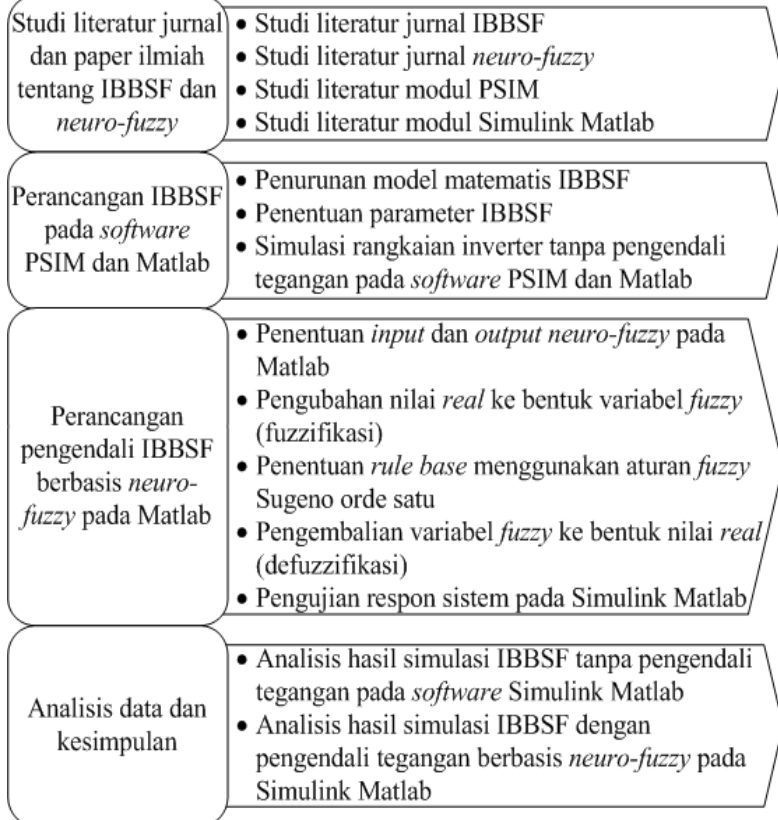 Studi literatur jurnal
dan paper ilmiah
tentang IBBSF dan
neuro-fuzzy
• Studi literatur jurnal IBBSF
• Studi literatur jurnal neuro-fuzzy
• Studi literatur modul PSIM
• Studi literatur modul Simulink Matlab
Perancangan IBBSF
pada software
PSIM dan Matlab
• Penurunan model matematis IBBSF
• Penentuan parameter IBBSF
• Simulasi rangkaian inverter tanpa pengendali
tegangan pada software PSIM dan Matlab
Perancangan
pengendali IBBSF
berbasis neuro-
fuzzy pada Matlab
• Penentuan input dan output neuro-fuzzy pada
Matlab
• Pengubahan nilai real ke bentuk variabel fuzzy
(fuzzifikasi)
• Penentuan rule base menggunakan aturan fuzzy
Sugeno orde satu
• Pengembalian variabel fuzzy ke bentuk nilai real
(defuzzifikasi)
• Pengujian respon sistem pada Simulink Matlab
Analisis data dan
kesimpulan
• Analisis hasil simulasi IBBSF tanpa pengendali
tegangan pada software Simulink Matlab
• Analisis hasil simulasi IBBSF dengan
pengendali tegangan berbasis neuro-fuzzy pada
Simulink Matlab